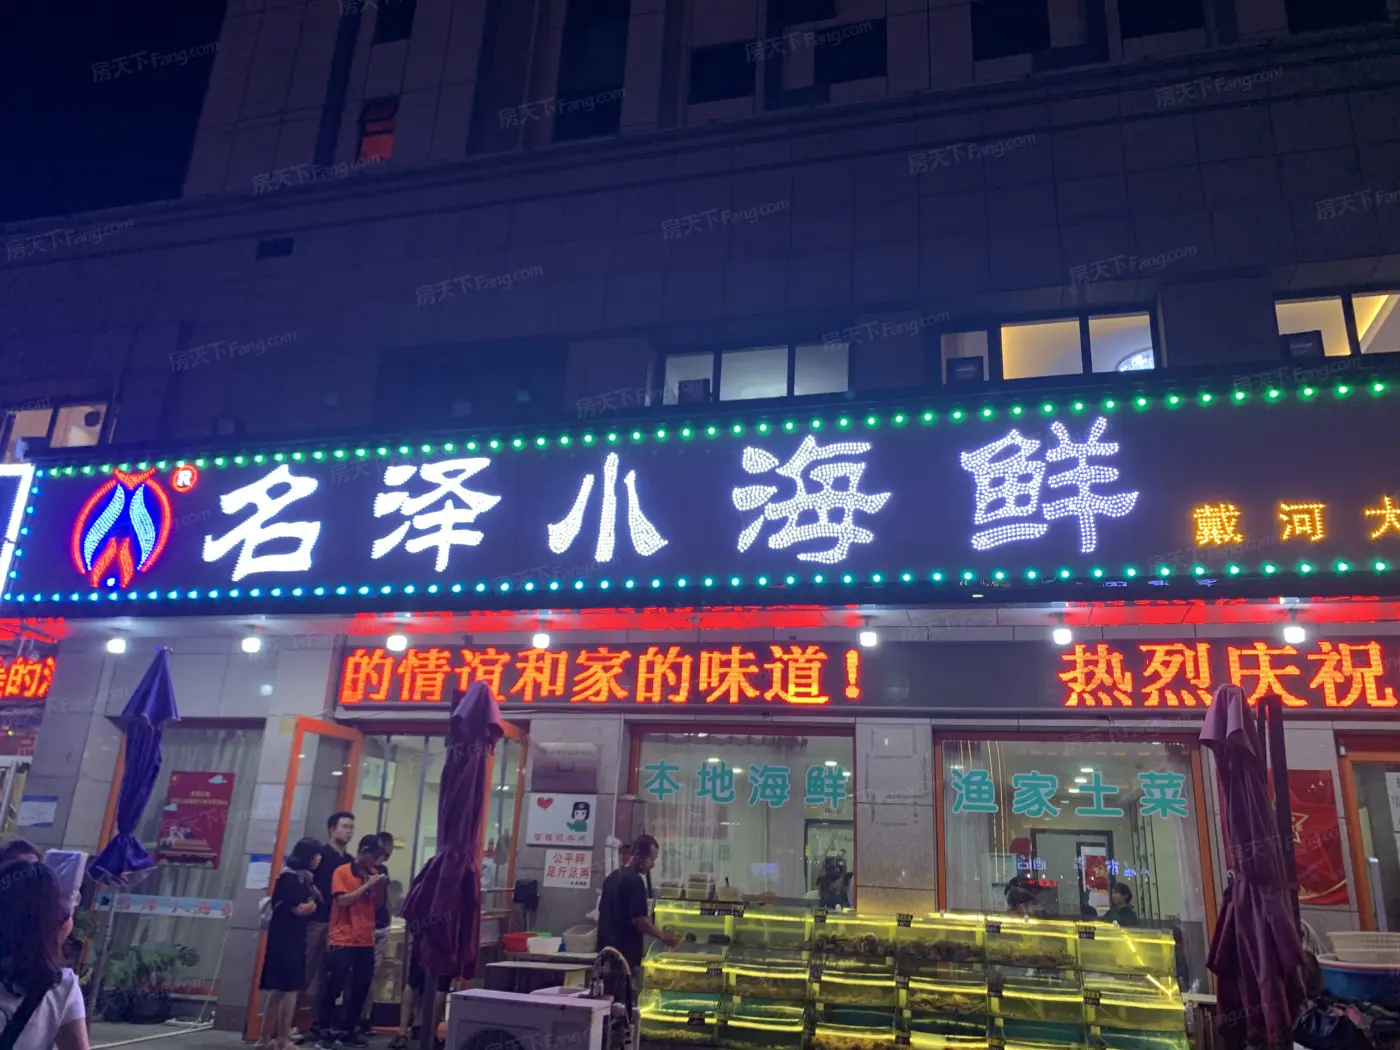 房天下Fang.com
® 名泽小海鲜
戴河大
的情谊和家的味道！
热烈庆祝
本地海鲜
渔家土菜
公平秤
足斤足两